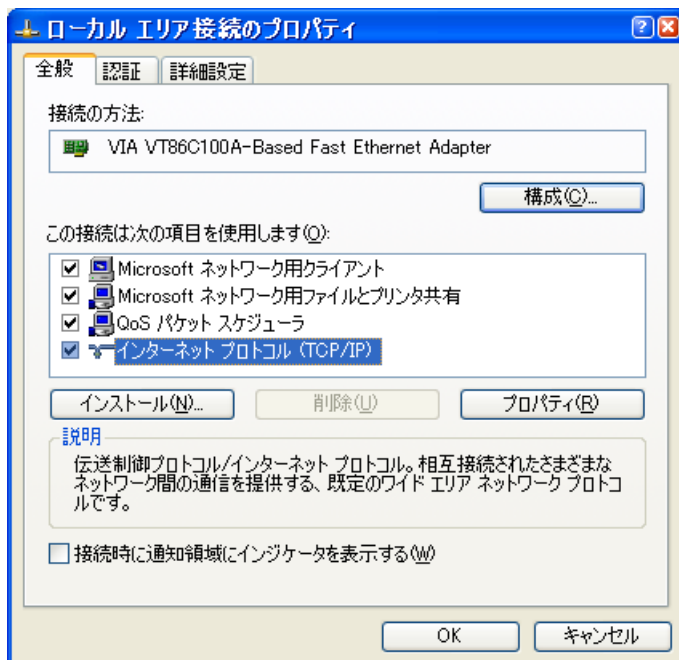 ローカル エリア接続のプロパティ
全般 認証 詳細設定
接続の方法:
VIA VT86C100A-Based Fast Ethernet Adapter
構成(C)...
この接続は次の項目を使用します(O):
Microsoft ネットワーク用クライアント
Microsoft ネットワーク用ファイルとプリンタ共有
QoS パケット スケジューラ
インターネット プロトコル (TCP/IP)
インストール(N)... 削除(U) プロパティ(R)
説明
伝送制御プロトコル/インターネット プロトコル。相互接続されたさまざまな
ネットワーク間の通信を提供する、既定のワイド エリア ネットワーク プロトコ
ルです。
接続時に通知領域にインジケータを表示する(W)
OK キャンセル